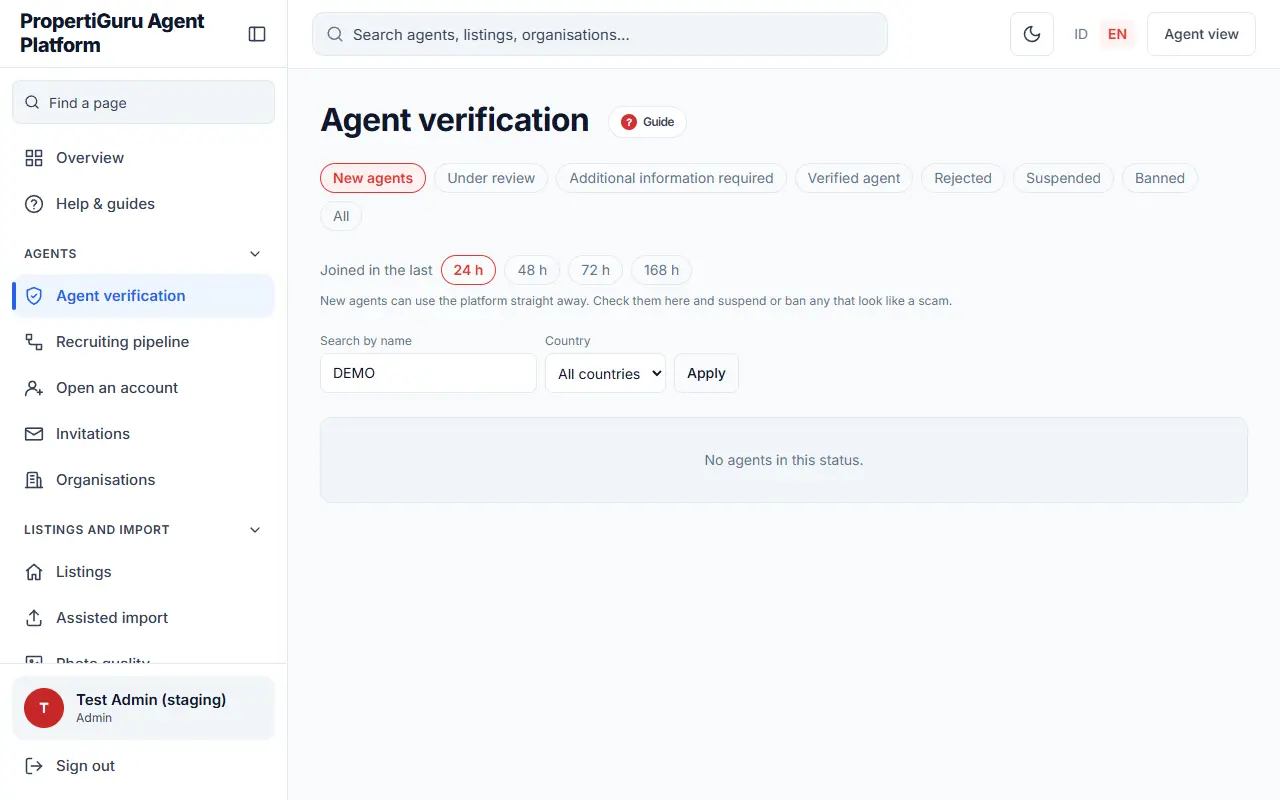 PropertiGuru Agent
Platform
Search agents, listings, organisations...
ID
EN
Agent view
Find a page
Overview
Help & guides
AGENTS
Agent verification
Recruiting pipeline
Open an account
Invitations
Organisations
LISTINGS AND IMPORT
Listings
Assisted import
Photo quality
T
Test Admin (staging)
Admin
Sign out
Agent verification
? Guide
New agents
Under review
Additional information required
Verified agent
Rejected
Suspended
Banned
All
Joined in the last
24 h
48 h
72 h
168 h
New agents can use the platform straight away. Check them here and suspend or ban any that look like a scam.
Search by name
Country
DEMO
All countries
Apply
No agents in this status.